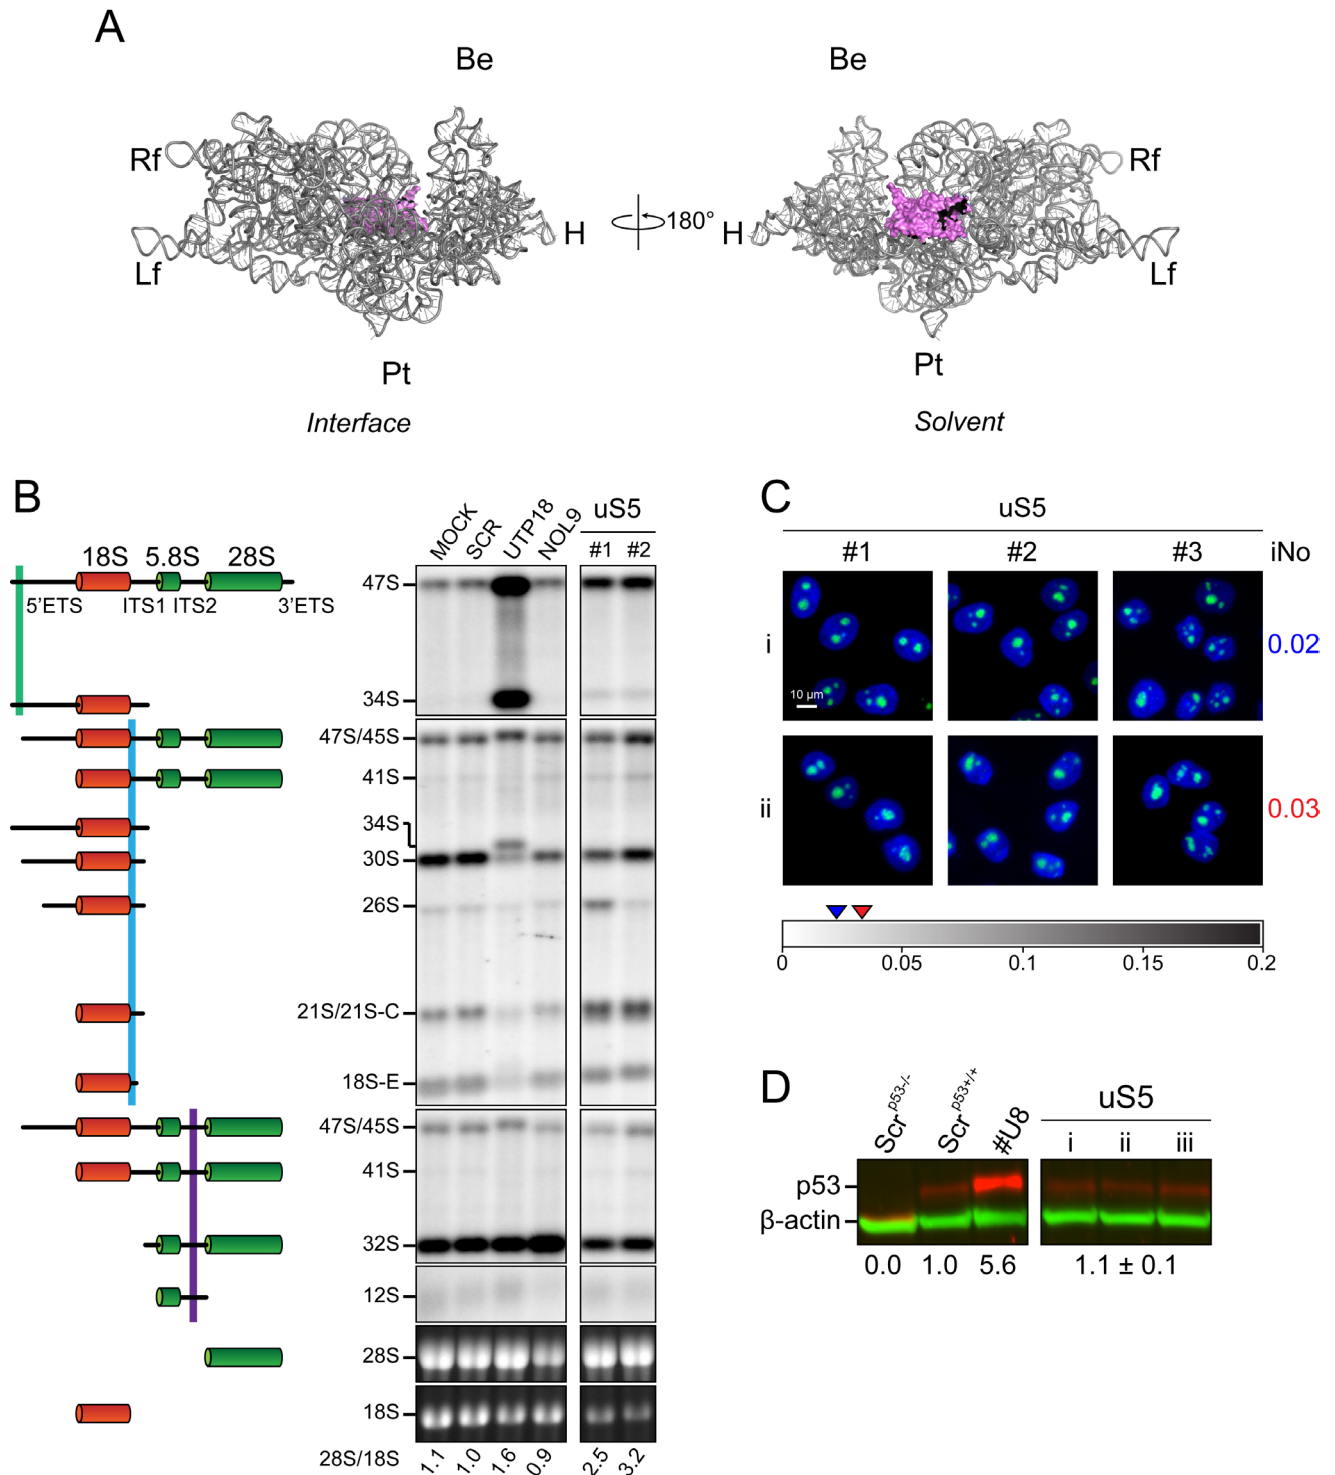 A
Be
Be
Rf
Rf
H
180°
H
Lf
Lf
Pt
Pt
Interface
Solvent
B
MOCK
SCR
UTP18
NOL9
uS5
#1
#2
18S
5.8S
28S
5'ETS
ITS1
ITS2
3'ETS
47S
34S
47S/45S
41S
34S
30S
26S
21S/21S-C
18S-E
47S/45S
41S
32S
12S
28S
18S
28S/18S
1.1
1.0
1.6
0.9
2.5
3.2
C
uS5
#1
#2
#3
iNo
i
10 µm
0.02
ii
0.03
0
0.05
0.1
0.15
0.2
D
Scr p53-/-
Scr p53+/+
#U8
uS5
i
ii
iii
p53
β-actin
0.0
1.0
5.6
1.1 ± 0.1